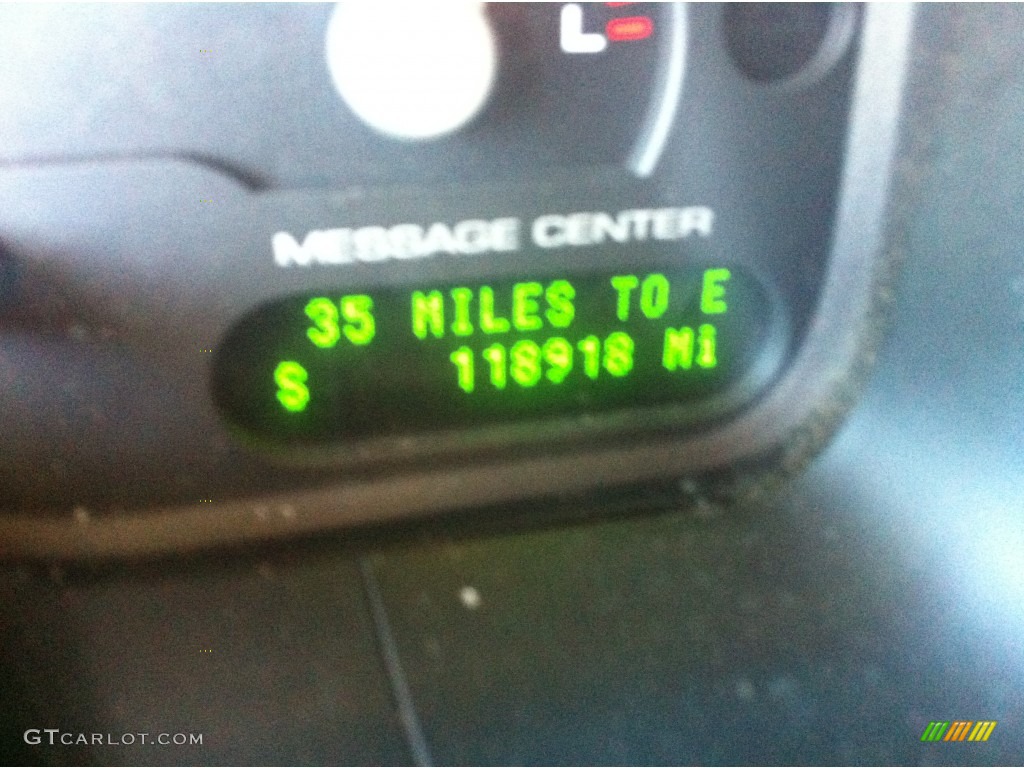 L
MESSAGE CENTER
35 MILES TO E
S 118918 Mi
GTCARLOT.COM